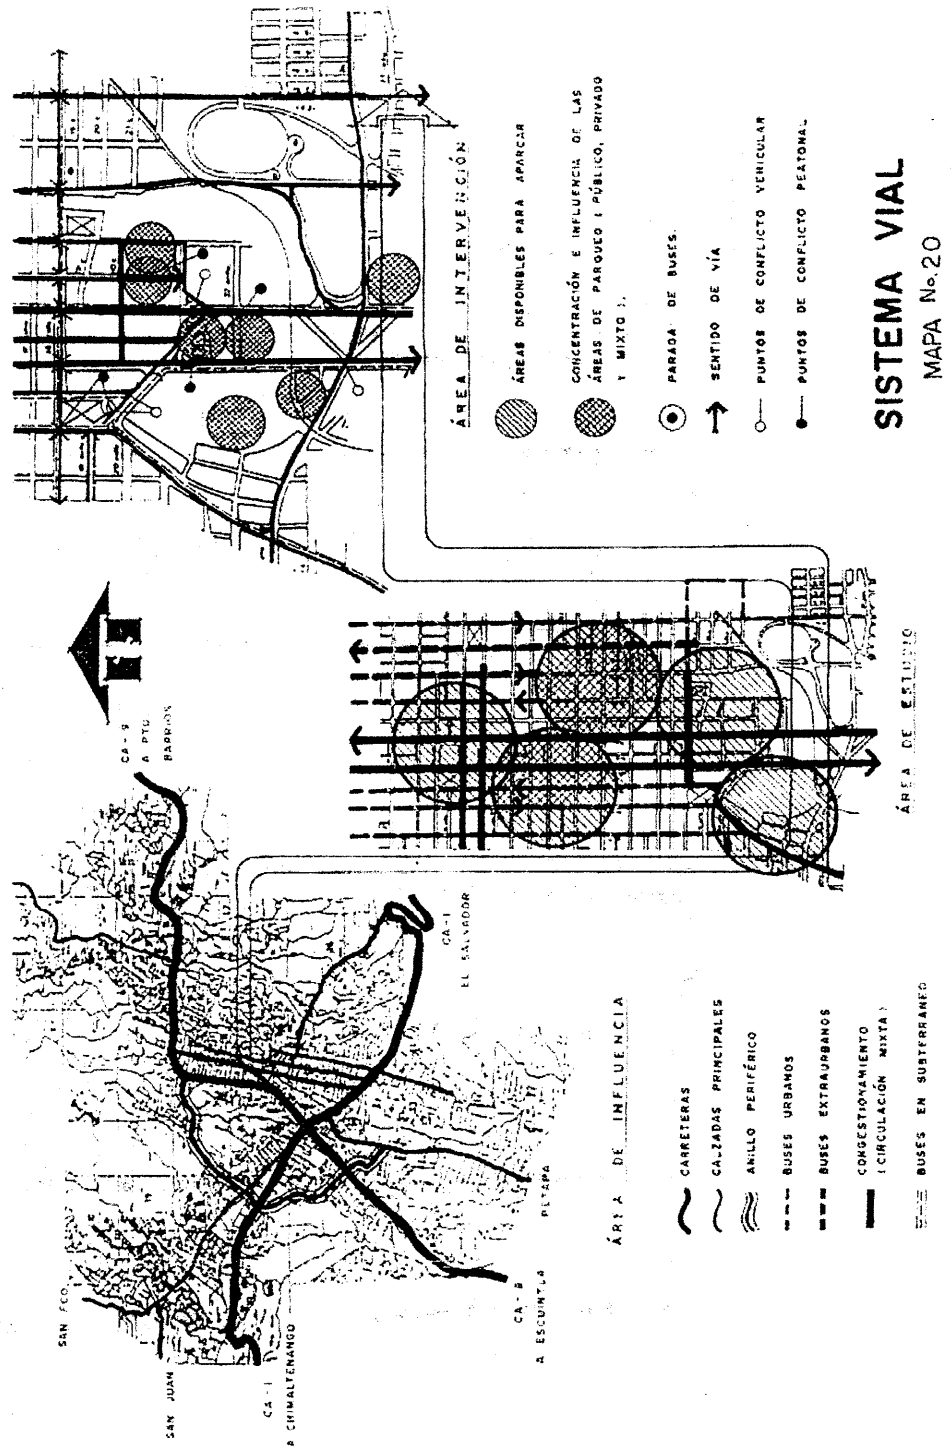 SAN FCO.
SAN JUAN
CA - 1
A CHIMALTENANGO
CA - 9
A PTO.
BARRIOS
CA - 1
EL SALVADOR
PETAPA
A ESCUINTLA
ÁREA DE INFLUENCIA
CARRETERAS
CALZADAS PRINCIPALES
ANILLO PERIFÉRICO
BUSES URBANOS
BUSES EXTRAURBANOS
CONGESTIONAMIENTO
( CIRCULACIÓN MIXTA )
BUSES EN SUBTERRANEO
ÁREA DE ESTUDIO
ÁREA DE INTERVENCIÓN
ÁREAS DISPONIBLES PARA APARCAR
CONCENTRACIÓN E INFLUENCIA DE LAS
ÁREAS DE PARQUEO ( PÚBLICO, PRIVADO
Y MIXTO ).
PARADA DE BUSES.
SENTIDO DE VÍA
PUNTOS DE CONFLICTO VEHICULAR
PUNTOS DE CONFLICTO PEATONAL
SISTEMA VIAL
MAPA No. 20